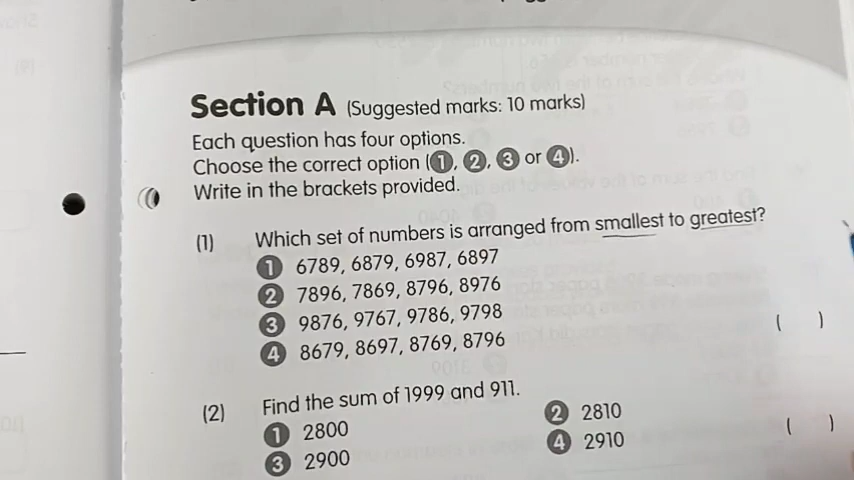 Section A (Suggested marks: 10 marks)
Each question has four options.
Choose the correct option (1, 2, 3 or 4).
Write in the brackets provided.
(1) Which set of numbers is arranged from smallest to greatest?
1 6789, 6879, 6987, 6897
2 7896, 7869, 8796, 8976
3 9876, 9767, 9786, 9798
4 8679, 8697, 8769, 8796 ( )
(2) Find the sum of 1999 and 911.
1 2800 2 2810
3 2900 4 2910 ( )